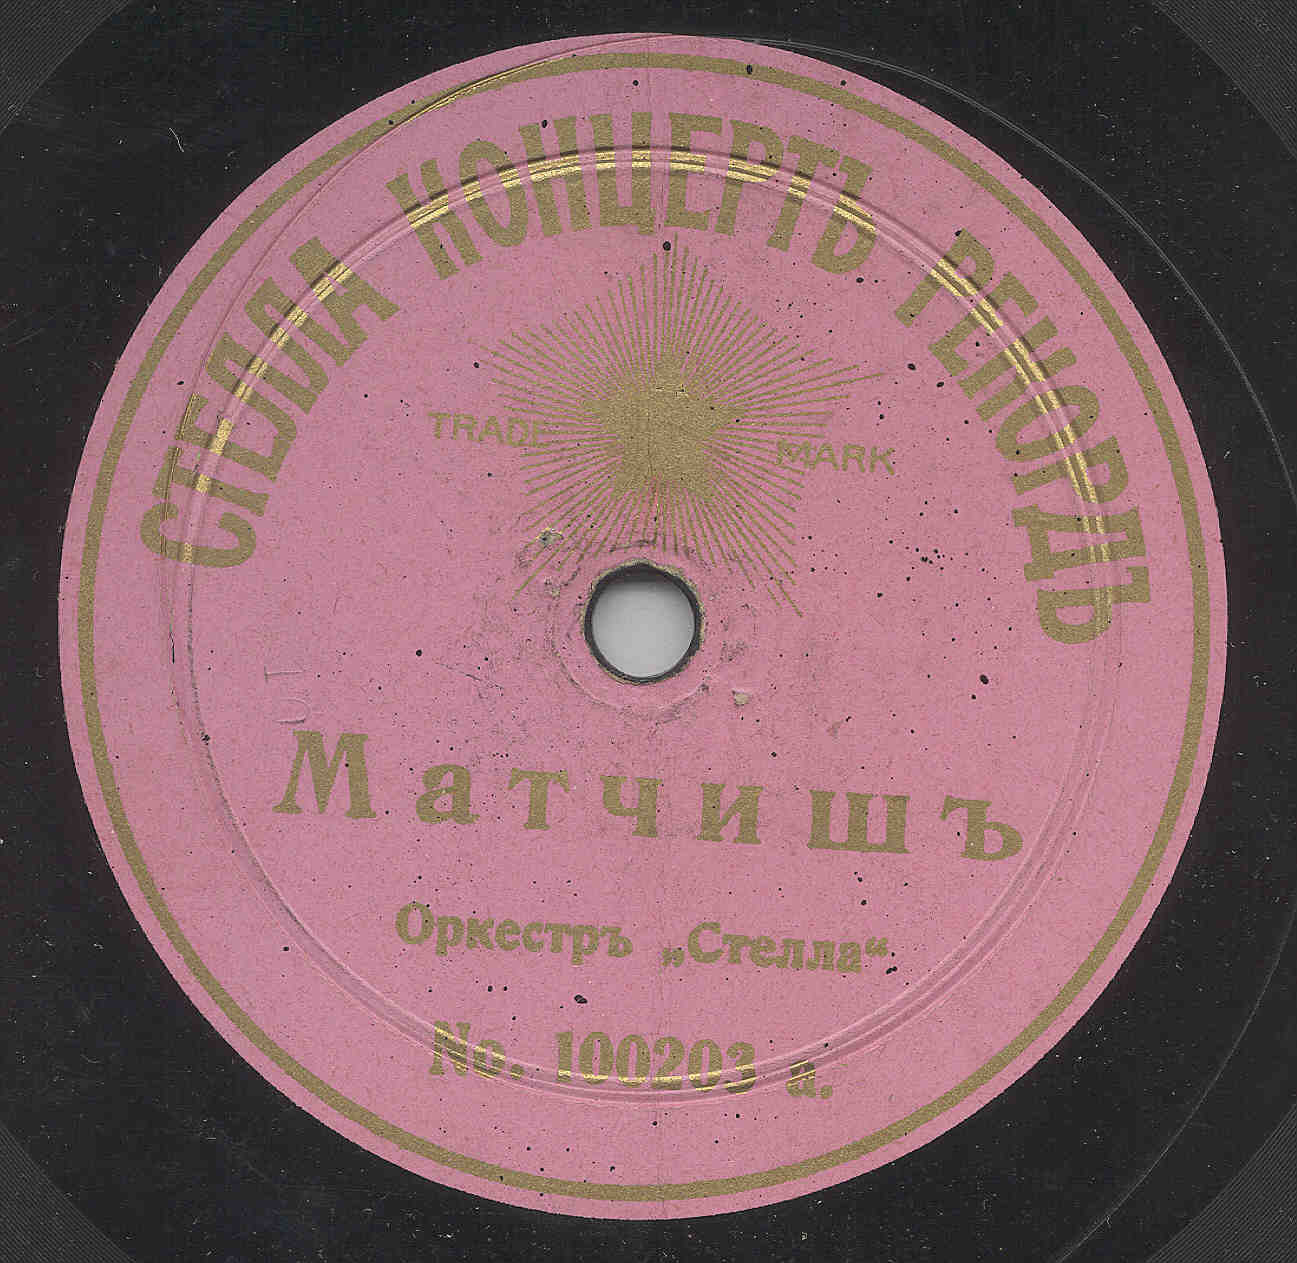 СТЕЛЛА КОНЦЕРТЪ РЕКОРДЪ
TRADE MARK
Матчишъ
Оркестръ „Стелла“
No. 100203 a.